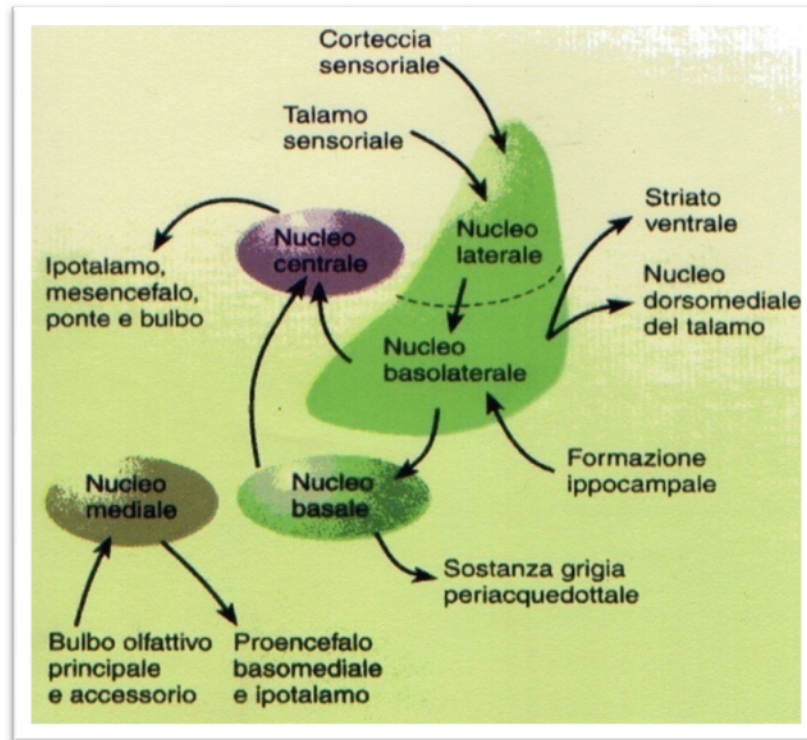 Corteccia
sensoriale
Talamo
sensoriale
Striato
ventrale
Nucleo
centrale
Nucleo
laterale
Ipotalamo,
mesencefalo,
ponte e bulbo
Nucleo
dorsomediale
del talamo
Nucleo
basolaterale
Formazione
ippocampale
Nucleo
mediale
Nucleo
basale
Sostanza grigia
periacquedottale
Bulbo olfattivo
principale
e accessorio
Proencefalo
basomediale
e ipotalamo